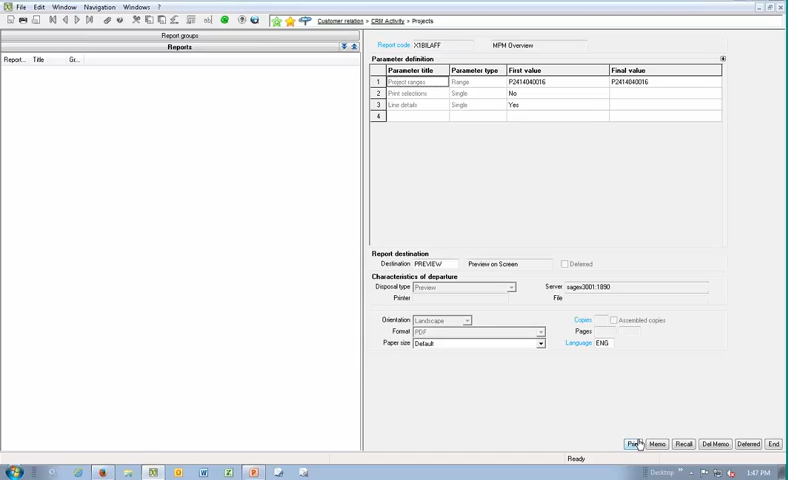 File Edit Window Navigation Windows ?
Customer relation ▸ CRM Activity ▸ Projects
Report groups
Reports
Report... Title Gr...
Report code X1BILAFF MPM Overview
Parameter definition
Parameter title Parameter type First value Final value
1 Project ranges Range P2414040016 P2414040016
2 Print selections Single No
3 Line details Single Yes
4
Report destination
Destination PREVIEW Preview on Screen Deferred
Characteristics of departure
Disposal type Preview Server sagex3001:1890
Printer File
Orientation Landscape Copies Assembled copies
Format PDF Pages
Paper size Default Language ENG
Memo Recall Del Memo Deferred End
Ready
Desktop 1:47 PM